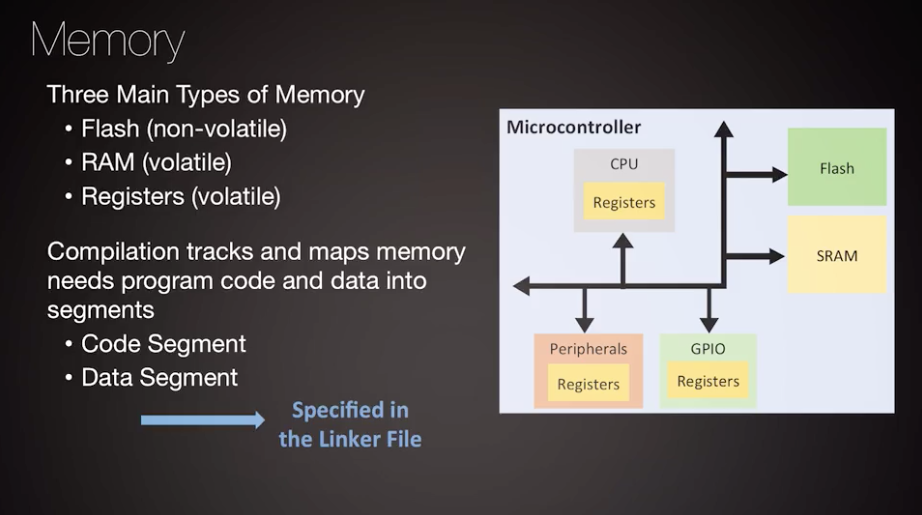 Memory
Three Main Types of Memory
• Flash (non-volatile)
• RAM (volatile)
• Registers (volatile)
Compilation tracks and maps memory
needs program code and data into
segments
• Code Segment
• Data Segment
Specified in
the Linker File
Microcontroller
CPU
Registers
Flash
SRAM
Peripherals
Registers
GPIO
Registers